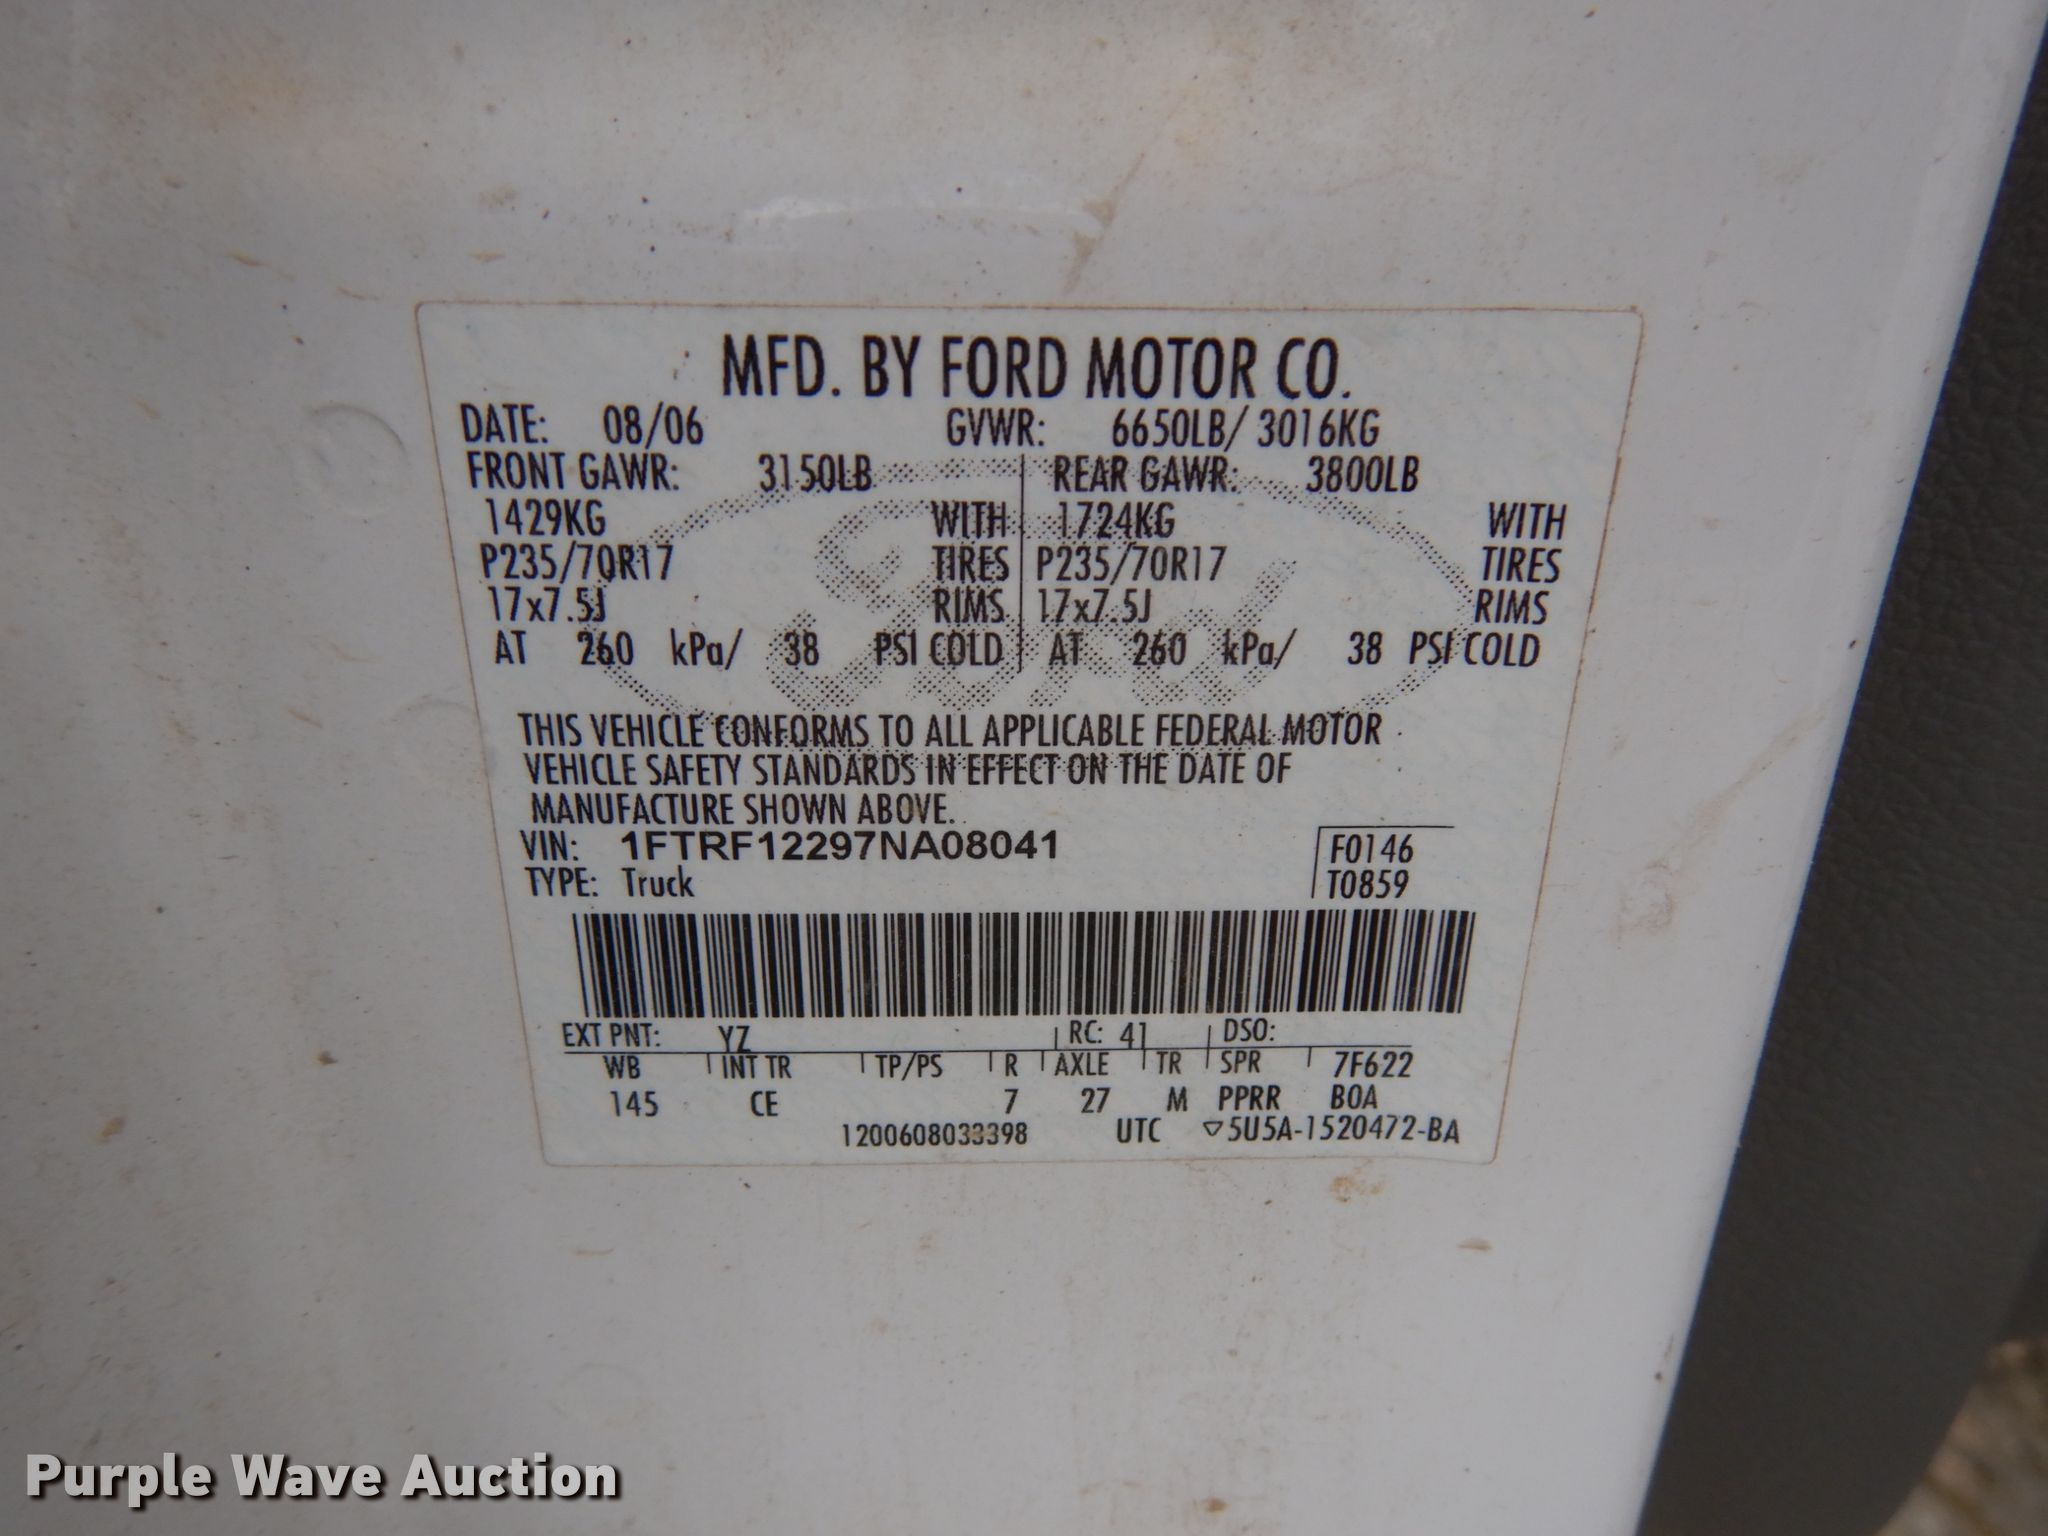 MFD. BY FORD MOTOR CO.
DATE: 08/06 GVWR: 6650LB/ 3016KG
FRONT GAWR: 3150LB REAR GAWR: 3800LB
1429KG WITH 1724KG WITH
P235/70R17 TIRES P235/70R17 TIRES
17x7.5J RIMS 17x7.5J RIMS
AT 260 kPa/ 38 PSI COLD AT 260 kPa/ 38 PSI COLD
Ford
THIS VEHICLE CONFORMS TO ALL APPLICABLE FEDERAL MOTOR
VEHICLE SAFETY STANDARDS IN EFFECT ON THE DATE OF
MANUFACTURE SHOWN ABOVE.
VIN: 1FTRF12297NA08041 F0146
TYPE: Truck T0859
EXT PNT: YZ RC: 41 DSO:
WB INT TR TP/PS R AXLE TR SPR 7F622
145 CE 7 27 M PPRR BOA
1200608033398 UTC ▽5U5A-1520472-BA
Purple Wave Auction